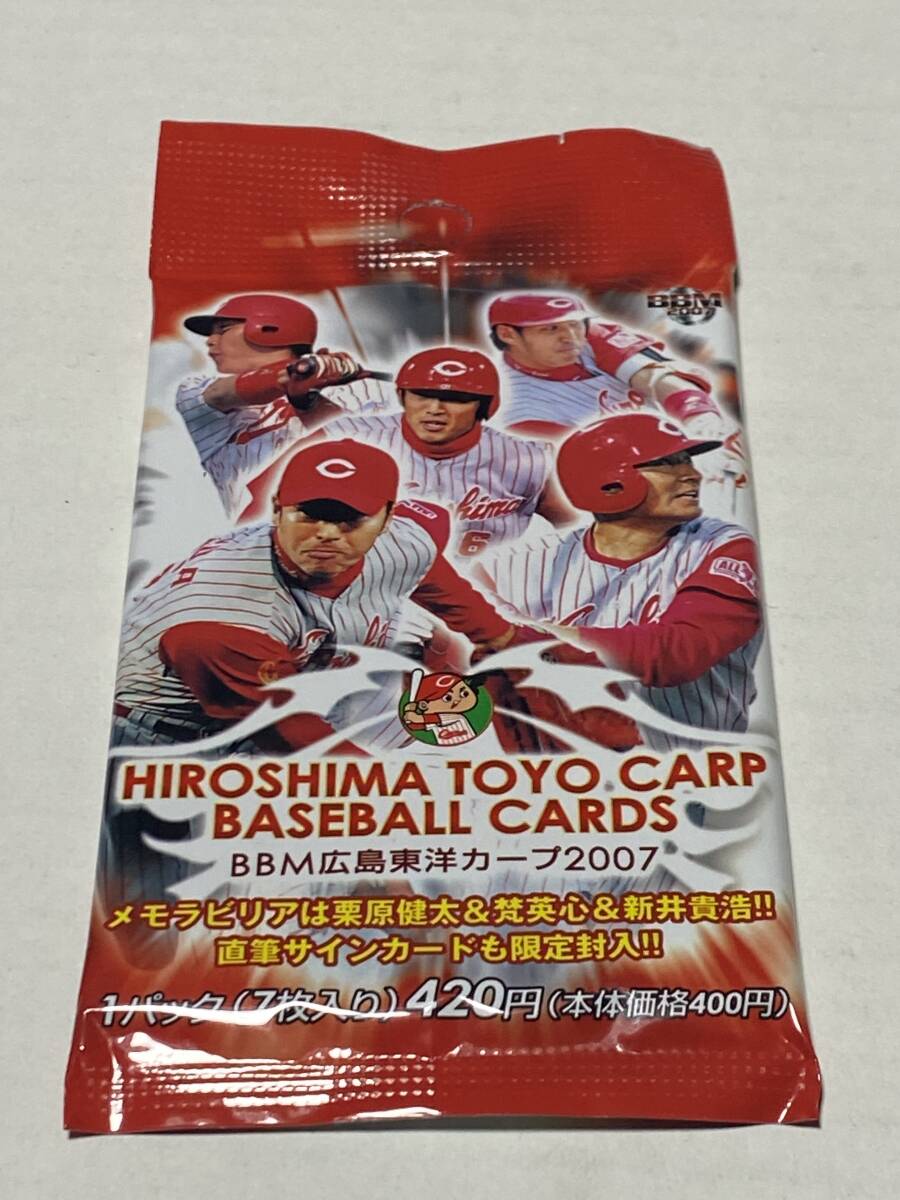 BBM
2007
C
C
C
C
C
6
ALL
HIROSHIMA TOYO CARP
BASEBALL CARDS
BBM広島東洋カープ2007
メモラビリアは栗原健太&梵英心&新井貴浩!!
直筆サインカードも限定封入!!
1パック(7枚入り)420円(本体価格400円)